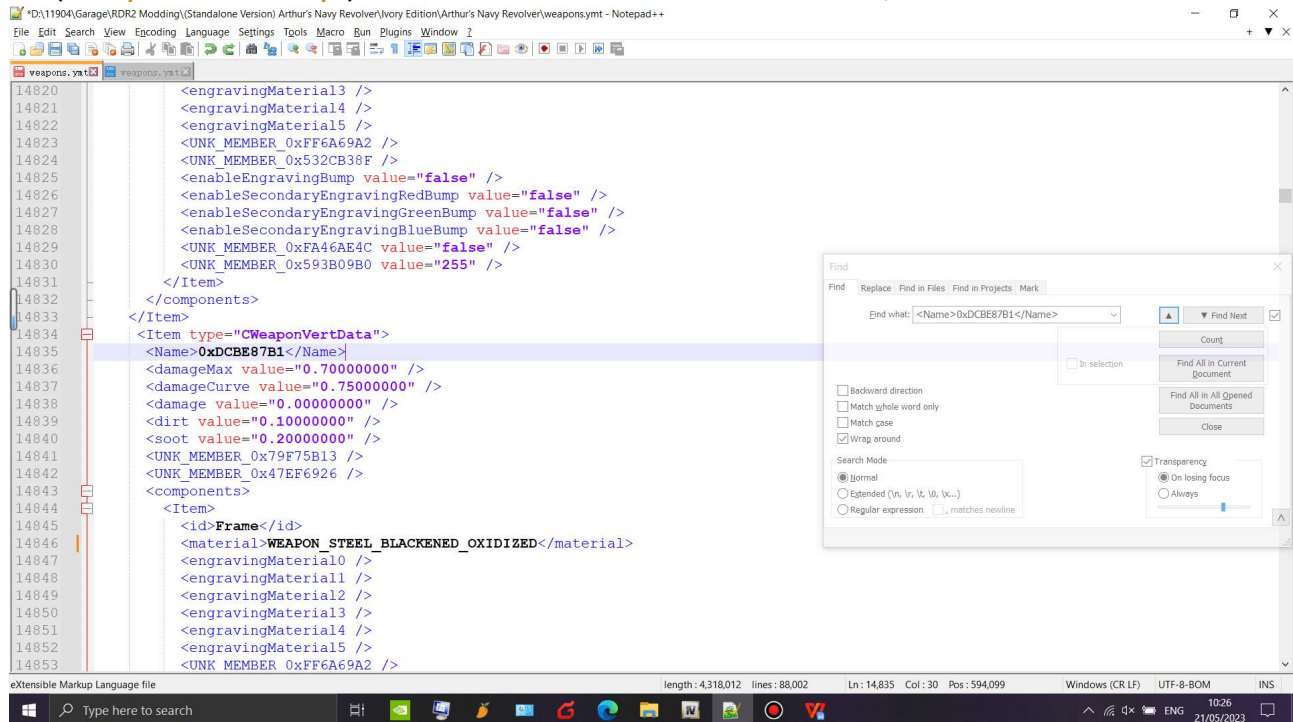 *D:\11904\Garage\RDR2 Modding\(Standalone Version) Arthur's Navy Revolver\Ivory Edition\Arthur's Navy Revolver\weapons.ymt - Notepad++
File Edit Search View Encoding Language Settings Tools Macro Run Plugins Window ?
weapons.ymt weapons.ymt
14820 <engravingMaterial3 />
14821 <engravingMaterial4 />
14822 <engravingMaterial5 />
14823 <UNK_MEMBER_0xFF6A69A2 />
14824 <UNK_MEMBER_0x532CB38F />
14825 <enableEngravingBump value="false" />
14826 <enableSecondaryEngravingRedBump value="false" />
14827 <enableSecondaryEngravingGreenBump value="false" />
14828 <enableSecondaryEngravingBlueBump value="false" />
14829 <UNK_MEMBER_0xFA46AE4C value="false" />
14830 <UNK_MEMBER_0x593B09B0 value="255" />
14831 </Item>
14832 </components>
14833 </Item>
14834 <Item type="CWeaponVertData">
14835 <Name>0xDCBE87B1</Name>
14836 <damageMax value="0.70000000" />
14837 <damageCurve value="0.75000000" />
14838 <damage value="0.00000000" />
14839 <dirt value="0.10000000" />
14840 <soot value="0.20000000" />
14841 <UNK_MEMBER_0x79F75B13 />
14842 <UNK_MEMBER_0x47EF6926 />
14843 <components>
14844 <Item>
14845 <id>Frame</id>
14846 <material>WEAPON_STEEL_BLACKENED_OXIDIZED</material>
14847 <engravingMaterial0 />
14848 <engravingMaterial1 />
14849 <engravingMaterial2 />
14850 <engravingMaterial3 />
14851 <engravingMaterial4 />
14852 <engravingMaterial5 />
14853 <UNK_MEMBER_0xFF6A69A2 />
Find
Find Replace Find in Files Find in Projects Mark
Find what: <Name>0xDCBE87B1</Name> ▲ ▼ Find Next
Count
In selection Find All in Current Document
Backward direction
Find All in All Opened Documents
Match whole word only
Match case
Close
Wrap around
Search Mode
Transparency
Normal
On losing focus
Extended (\n, \r, \t, \0, \x...)
Always
Regular expression . matches newline
eXtensible Markup Language file length : 4,318,012 lines : 88,002 Ln : 14,835 Col : 30 Pos : 594,099 Windows (CR LF) UTF-8-BOM INS
Type here to search
ENG
10:26
21/05/2023